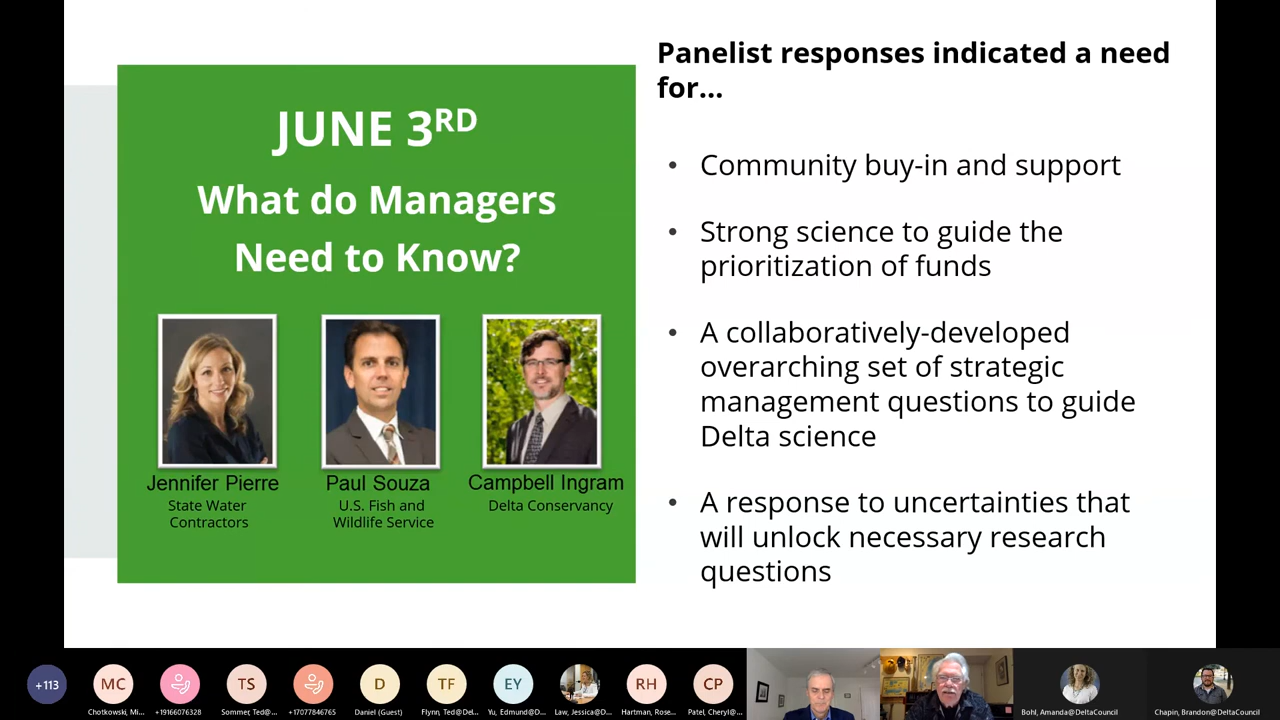 JUNE 3RD
What do Managers
Need to Know?
Jennifer Pierre
State Water
Contractors
Paul Souza
U.S. Fish and
Wildlife Service
Campbell Ingram
Delta Conservancy
Panelist responses indicated a need
for...
• Community buy-in and support
• Strong science to guide the
prioritization of funds
• A collaboratively-developed
overarching set of strategic
management questions to guide
Delta science
• A response to uncertainties that
will unlock necessary research
questions
+113
MC
TS
D
TF
EY
RH
CP
Chotkowski, Mi...
+19166076328
Sommer, Ted@...
+17077846765
Daniel (Guest)
Flynn, Ted@Del...
Yu, Edmund@D...
Law, Jessica@D...
Hartman, Rose...
Patel, Cheryl@...
Bohl, Amanda@DeltaCouncil
Chapin, Brandon@DeltaCouncil